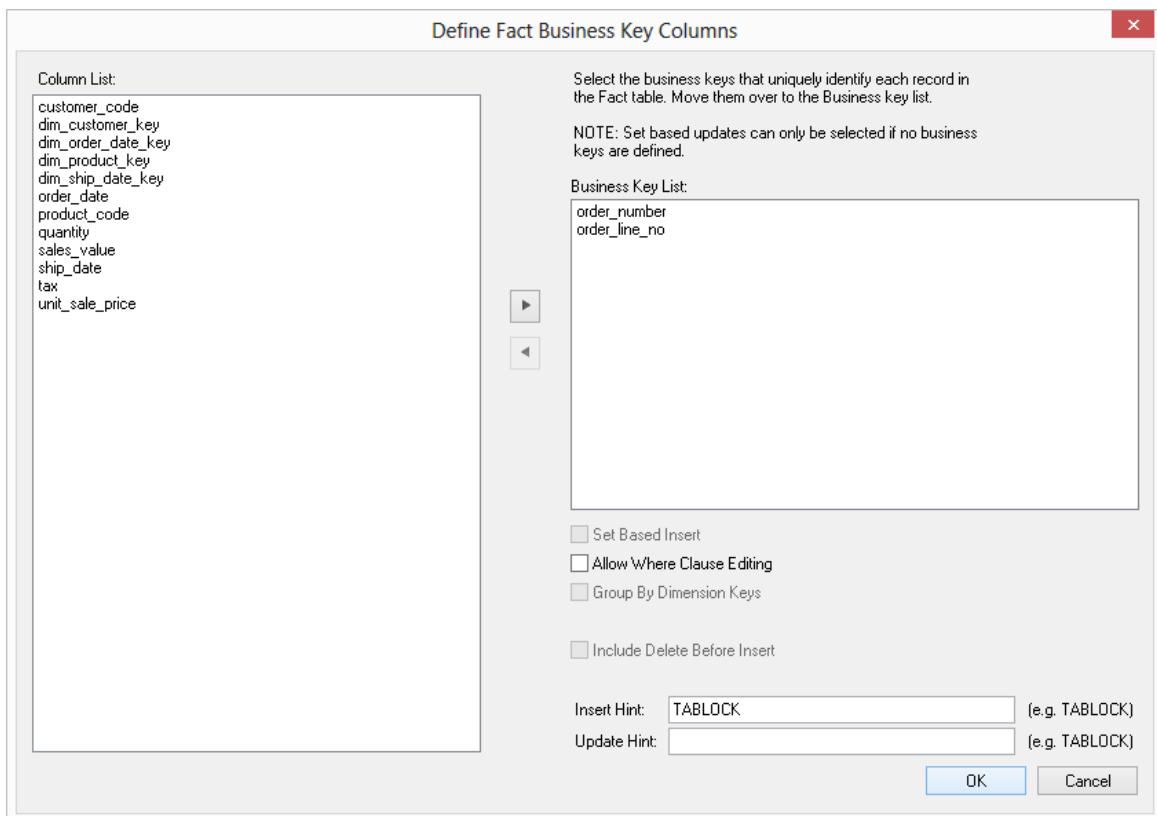 Define Fact Business Key Columns
Column List:
customer_code
dim_customer_key
dim_order_date_key
dim_product_key
dim_ship_date_key
order_date
product_code
quantity
sales_value
ship_date
tax
unit_sale_price
Select the business keys that uniquely identify each record in
the Fact table. Move them over to the Business key list.
NOTE: Set based updates can only be selected if no business
keys are defined.
Business Key List:
order_number
order_line_no
Set Based Insert
Allow Where Clause Editing
Group By Dimension Keys
Include Delete Before Insert
Insert Hint: TABLOCK (e.g. TABLOCK)
Update Hint: (e.g. TABLOCK)
OK Cancel